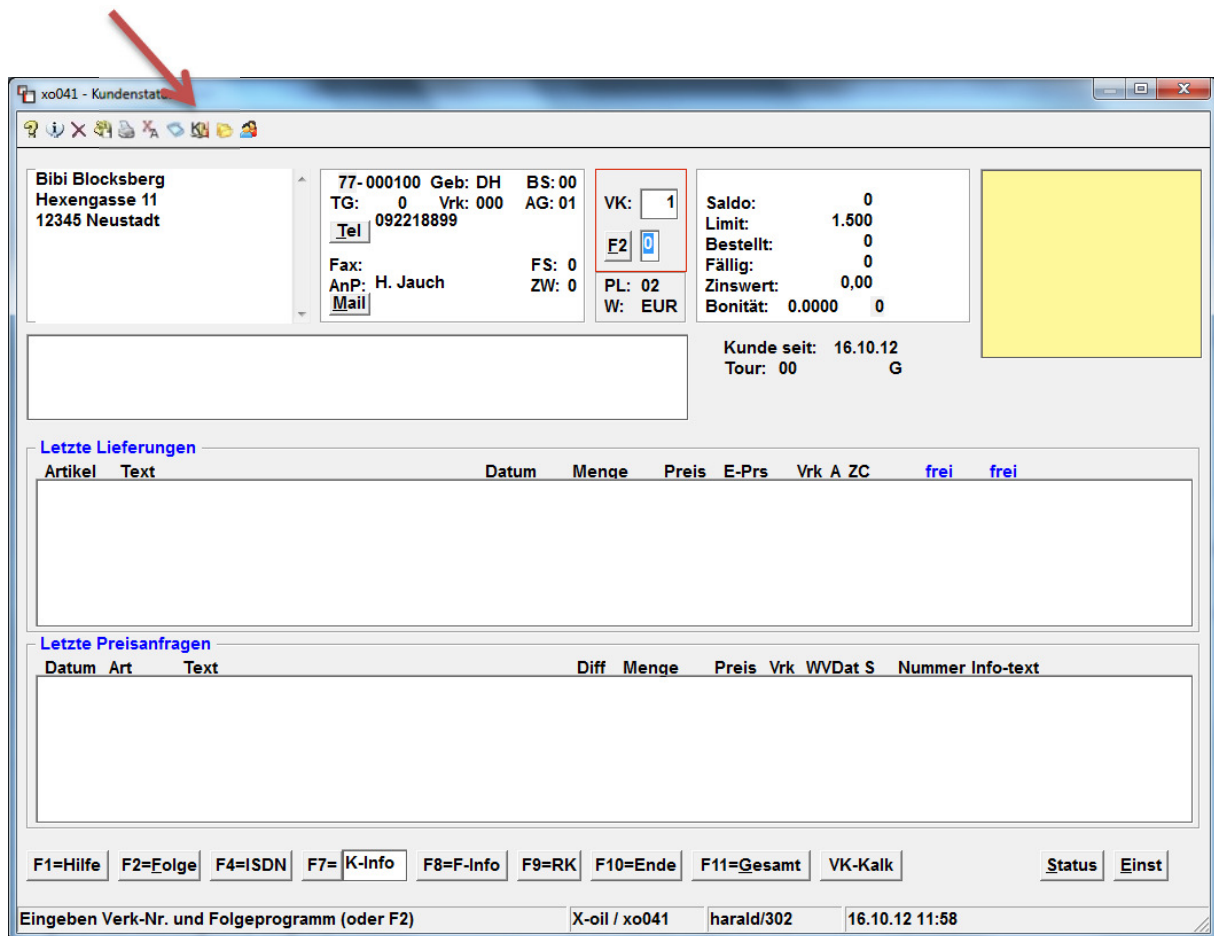 xo041 - Kundenstat
Bibi Blocksberg
Hexengasse 11
12345 Neustadt
77- 000100 Geb: DH BS: 00
TG: 0 Vrk: 000 AG: 01
Tel 092218899
Fax: FS: 0
AnP: H. Jauch ZW: 0
Mail
VK: 1
F2 0
PL: 02
W: EUR
Saldo: 0
Limit: 1.500
Bestellt: 0
Fällig: 0
Zinswert: 0,00
Bonität: 0.0000 0
Kunde seit: 16.10.12
Tour: 00 G
Letzte Lieferungen
Artikel Text Datum Menge Preis E-Prs Vrk A ZC frei frei
Letzte Preisanfragen
Datum Art Text Diff Menge Preis Vrk WVDat S Nummer Info-text
F1=Hilfe F2=Folge F4=ISDN F7= K-Info F8=F-Info F9=RK F10=Ende F11=Gesamt VK-Kalk Status Einst
Eingeben Verk-Nr. und Folgeprogramm (oder F2) X-oil / xo041 harald/302 16.10.12 11:58